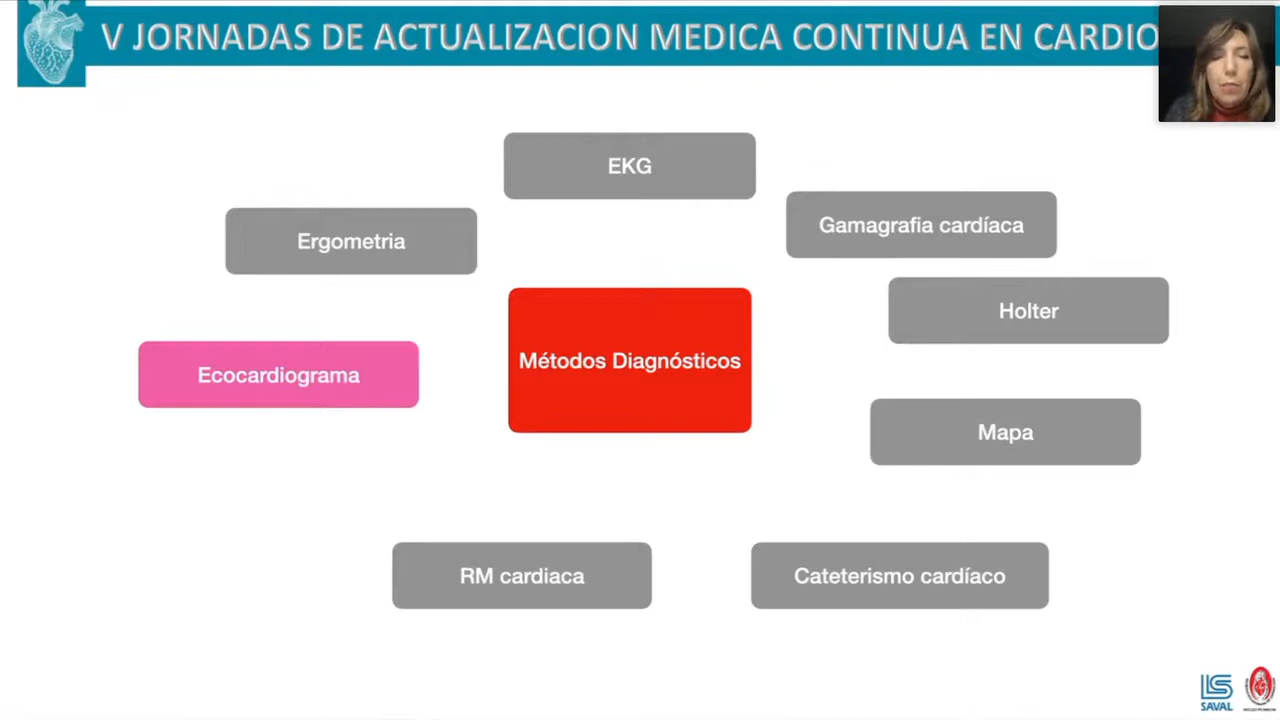 V JORNADAS DE ACTUALIZACION MEDICA CONTINUA EN CARDIO
EKG
Gamagrafia cardíaca
Ergometria
Holter
Métodos Diagnósticos
Ecocardiograma
Mapa
RM cardiaca
Cateterismo cardíaco
SAVAL